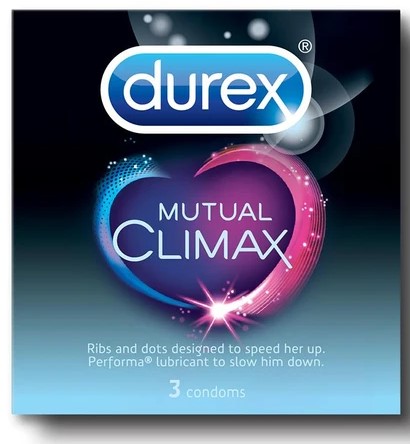 durex®
MUTUAL
CLIMAX
Ribs and dots designed to speed her up.
Performa® lubricant to slow him down.
3 condoms